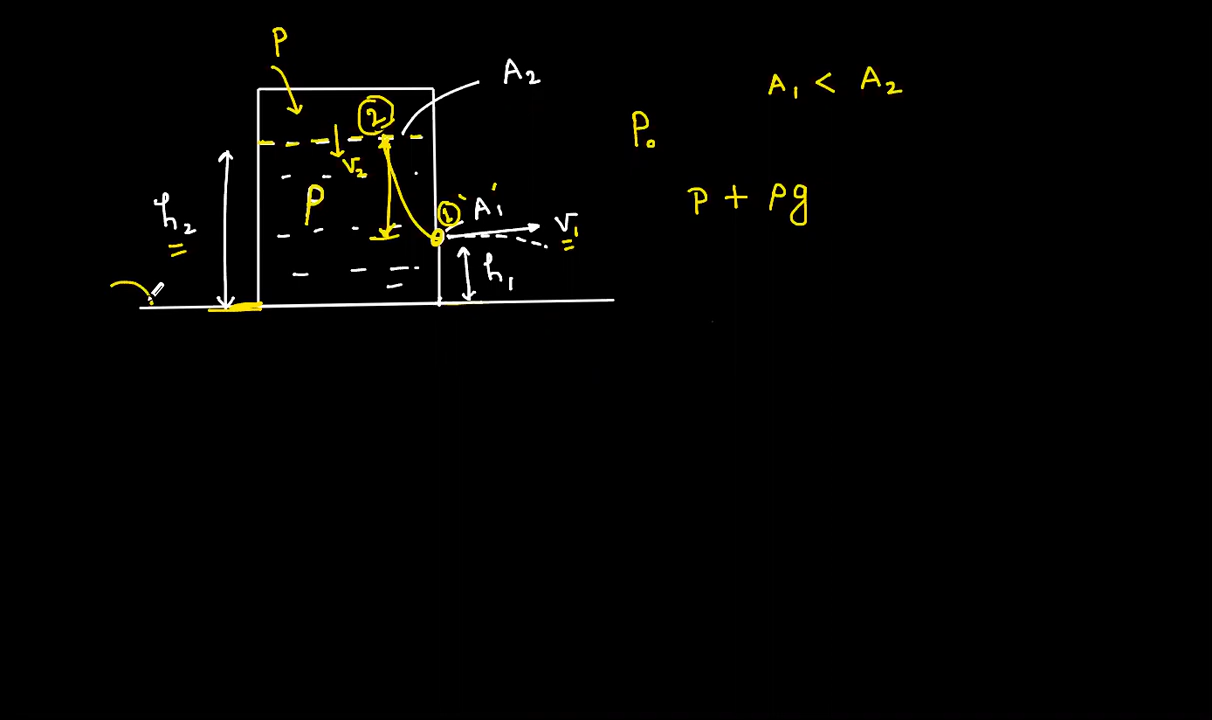 P
A₂
A₁ < A₂
②
P₀
v₂
ρ
h₂
① A₁
v₁
P + ρg
h₁